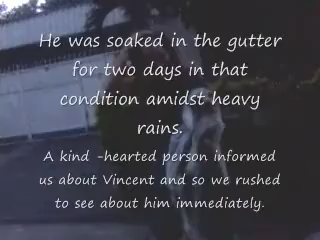 He was soaked in the gutter
for two days in that
condition amidst heavy
rains.
A kind -hearted person informed
us about Vincent and so we rushed
to see about him immediately.